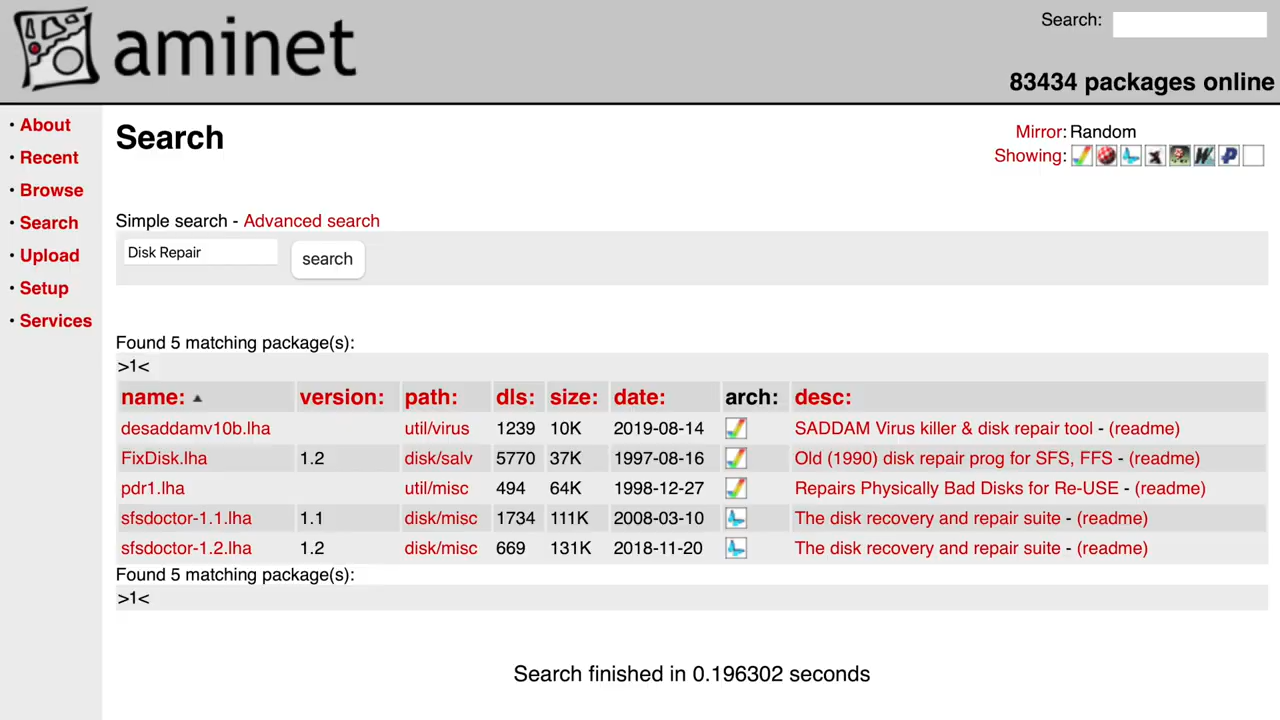 aminet
Search:
83434 packages online
· About
· Recent
· Browse
· Search
· Upload
· Setup
· Services
Search
Mirror: Random
Showing:
Simple search - Advanced search
Disk Repair
search
Found 5 matching package(s):
>1<
name: version: path: dls: size: date: arch: desc:
desaddamv10b.lha util/virus 1239 10K 2019-08-14 SADDAM Virus killer & disk repair tool - (readme)
FixDisk.lha 1.2 disk/salv 5770 37K 1997-08-16 Old (1990) disk repair prog for SFS, FFS - (readme)
pdr1.lha util/misc 494 64K 1998-12-27 Repairs Physically Bad Disks for Re-USE - (readme)
sfsdoctor-1.1.lha 1.1 disk/misc 1734 111K 2008-03-10 The disk recovery and repair suite - (readme)
sfsdoctor-1.2.lha 1.2 disk/misc 669 131K 2018-11-20 The disk recovery and repair suite - (readme)
Found 5 matching package(s):
>1<
Search finished in 0.196302 seconds